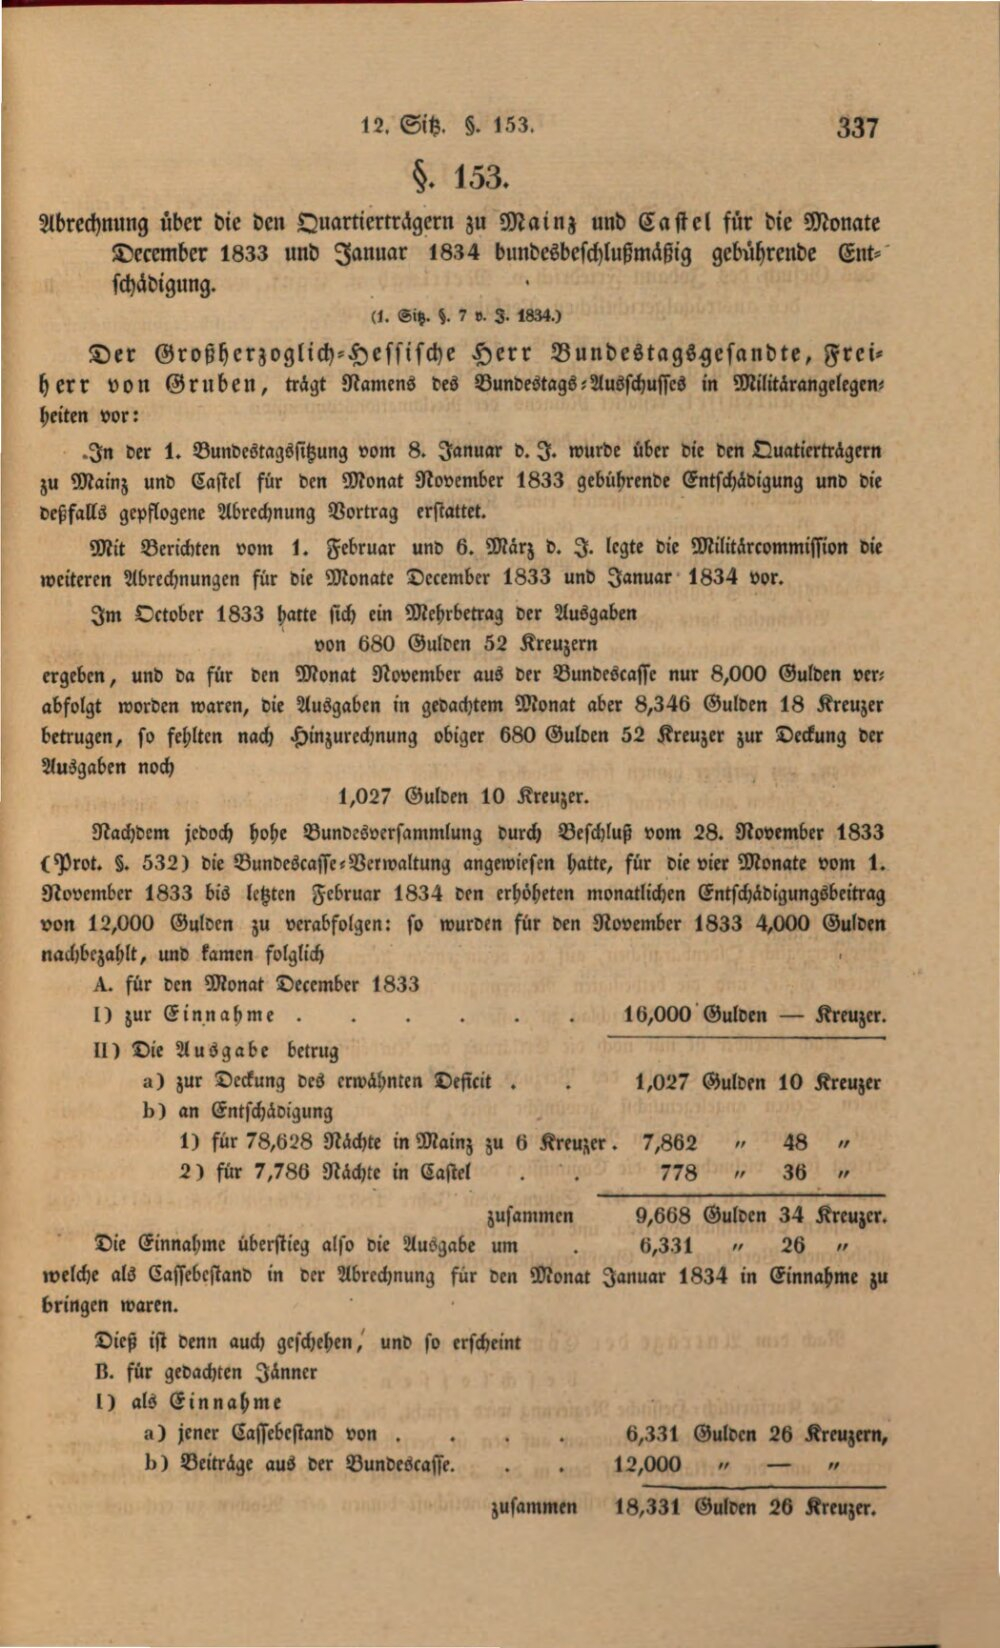 12. Sitz. §. 153. 337
§. 153.
Abrechnung über die den Quartierträgern zu Mainz und Castel für die Monate
December 1833 und Januar 1834 bundesbeschlußmäßig gebührende Ent-
schädigung.
(1. Sitz. §. 7 v. J. 1834.)
Der Großherzoglich-Hessische Herr Bundestagsgesandte, Frei-
herr von Gruben, trägt Namens des Bundestags-Ausschusses in Militärangelegen-
heiten vor:
In der 1. Bundestagssitzung vom 8. Januar d. J. wurde über die den Quatierträgern
zu Mainz und Castel für den Monat November 1833 gebührende Entschädigung und die
deßfalls gepflogene Abrechnung Vortrag erstattet.
Mit Berichten vom 1. Februar und 6. März d. J. legte die Militärcommission die
weiteren Abrechnungen für die Monate December 1833 und Januar 1834 vor.
Im October 1833 hatte sich ein Mehrbetrag der Ausgaben
von 680 Gulden 52 Kreuzern
ergeben, und da für den Monat November aus der Bundescasse nur 8,000 Gulden ver-
abfolgt worden waren, die Ausgaben in gedachtem Monat aber 8,346 Gulden 18 Kreuzer
betrugen, so fehlten nach Hinzurechnung obiger 680 Gulden 52 Kreuzer zur Deckung der
Ausgaben noch
1,027 Gulden 10 Kreuzer.
Nachdem jedoch hohe Bundesversammlung durch Beschluß vom 28. November 1833
(Prot. §. 532) die Bundescasse-Verwaltung angewiesen hatte, für die vier Monate vom 1.
November 1833 bis letzten Februar 1834 den erhöheten monatlichen Entschädigungsbeitrag
von 12,000 Gulden zu verabfolgen: so wurden für den November 1833 4,000 Gulden
nachbezahlt, und kamen folglich
A. für den Monat December 1833
I) zur Einnahme . . . . . . 16,000 Gulden — Kreuzer.
II) Die Ausgabe betrug
a) zur Deckung des erwähnten Deficit . . 1,027 Gulden 10 Kreuzer
b) an Entschädigung
1) für 78,628 Nächte in Mainz zu 6 Kreuzer . 7,862 " 48 "
2) für 7,786 Nächte in Castel . . 778 " 36 "
zusammen 9,668 Gulden 34 Kreuzer.
Die Einnahme überstieg also die Ausgabe um . 6,331 " 26 "
welche als Cassebestand in der Abrechnung für den Monat Januar 1834 in Einnahme zu
bringen waren.
Dieß ist denn auch geschehen, und so erscheint
B. für gedachten Jänner
I) als Einnahme
a) jener Cassebestand von . . . . 6,331 Gulden 26 Kreuzern,
b) Beiträge aus der Bundescasse. . . 12,000 " — "
zusammen 18,331 Gulden 26 Kreuzer.